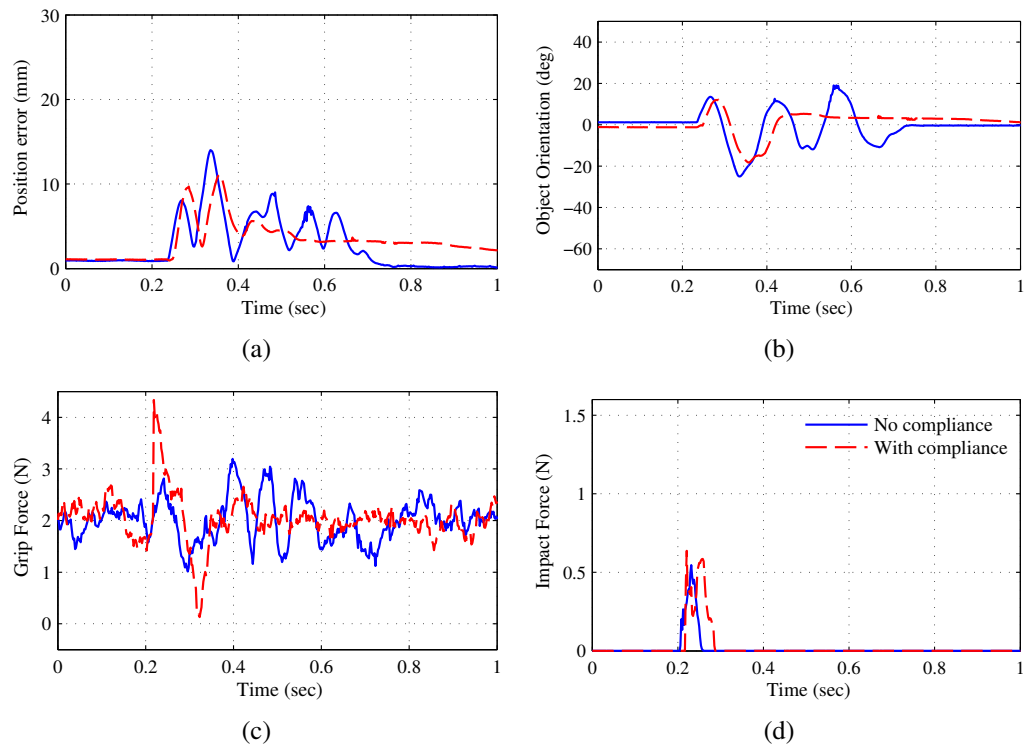 30
20
10
0
Position error (mm)
0 0.2 0.4 0.6 0.8 1
Time (sec)
(a)
40
20
0
−20
−40
−60
Object Orientation (deg)
0 0.2 0.4 0.6 0.8 1
Time (sec)
(b)
4
3
2
1
0
Grip Force (N)
0 0.2 0.4 0.6 0.8 1
Time (sec)
(c)
1.5
1
0.5
0
Impact Force (N)
No compliance
With compliance
0 0.2 0.4 0.6 0.8 1
Time (sec)
(d)